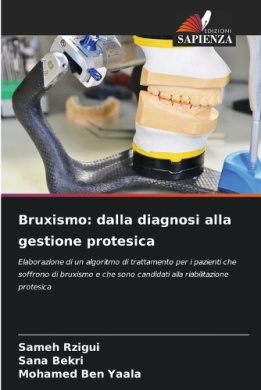 EDIZIONI
SAPIENZA
Bruxismo: dalla diagnosi alla
gestione protesica
Elaborazione di un algoritmo di trattamento per i pazienti che
soffrono di bruxismo e che sono candidati alla riabilitazione
protesica
Sameh Rzigui
Sana Bekri
Mohamed Ben Yaala